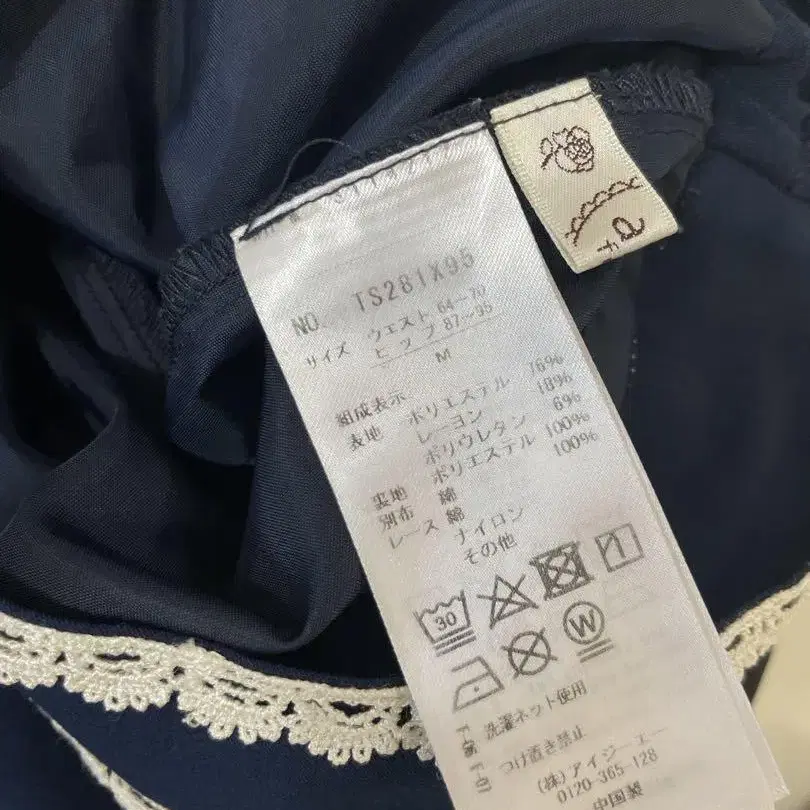 NO. TS281X95
サイズ ウエスト 64〜70
ヒップ 87〜95
M
組成表示
表地 ポリエステル 76%
レーヨン 18%
ポリウレタン 6%
裏地 ポリエステル 100%
別布 綿 100%
レース 綿
ナイロン
その他
30
W
洗濯ネット使用
つけ置き禁止
(株)アイジーエー
0120-365-128
中国製